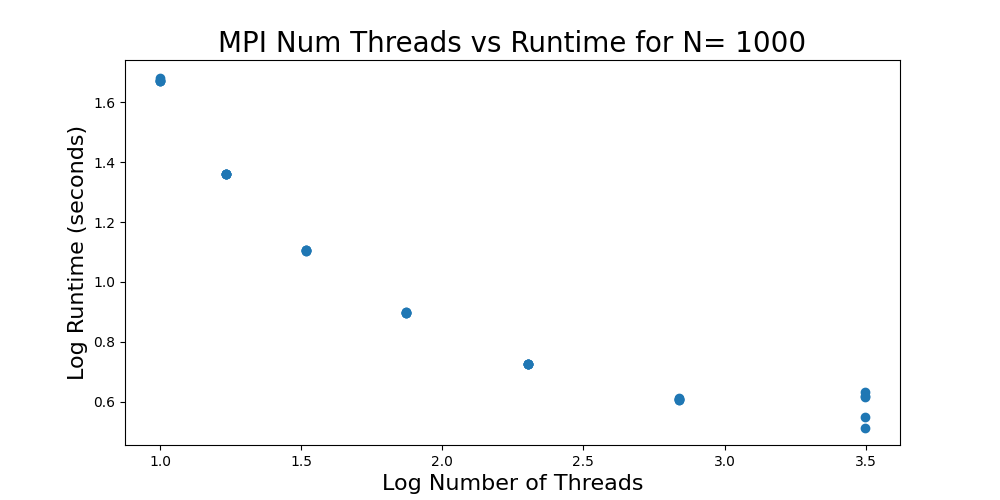 MPI Num Threads vs Runtime for N= 1000
Log Runtime (seconds)
1.6
1.4
1.2
1.0
0.8
0.6
1.0 1.5 2.0 2.5 3.0 3.5
Log Number of Threads